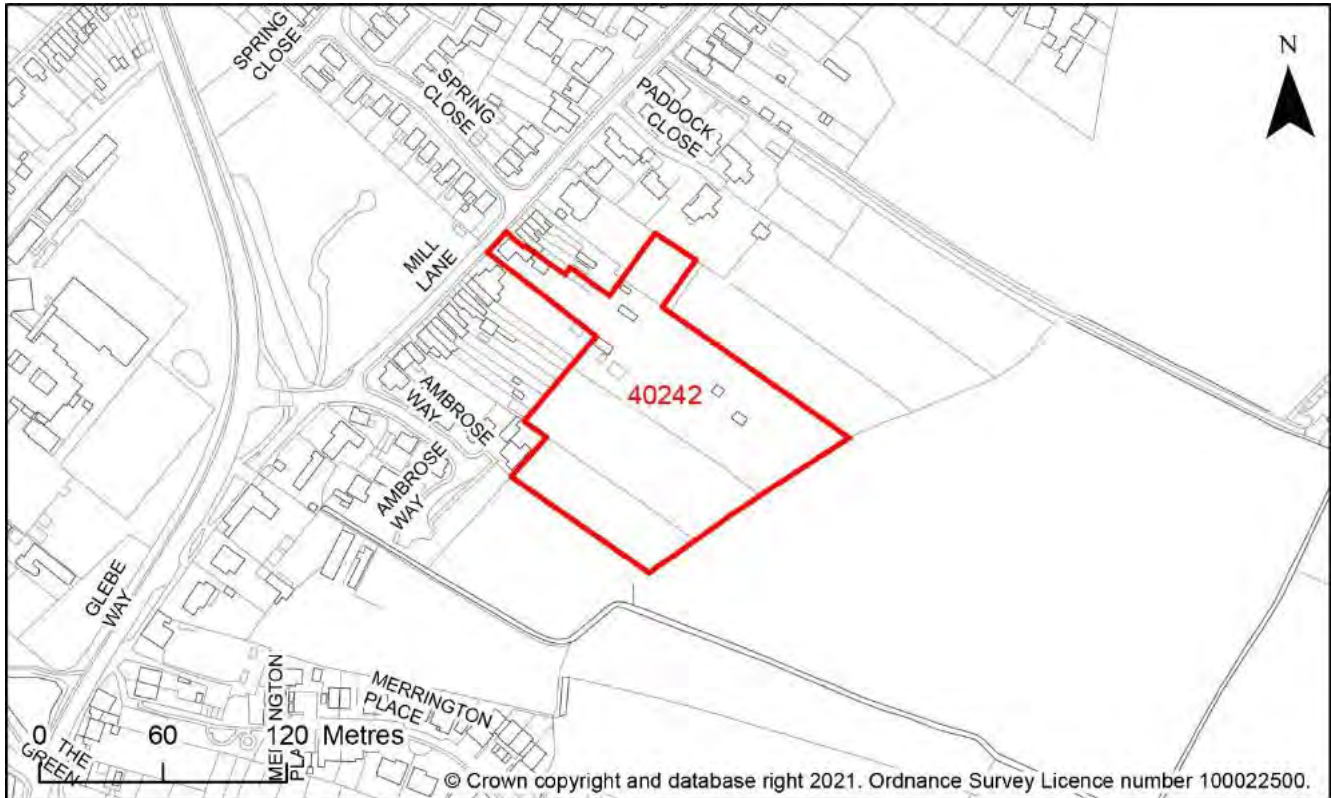 N
SPRING
CLOSE
SPRING
CLOSE
PADDOCK
CLOSE
MILL
LANE
40242
AMBROSE
WAY
AMBROSE
WAY
GLEBE
WAY
MERRINGTON
PLACE
THE
GREEN
0 60 120 Metres
© Crown copyright and database right 2021. Ordnance Survey Licence number 100022500.